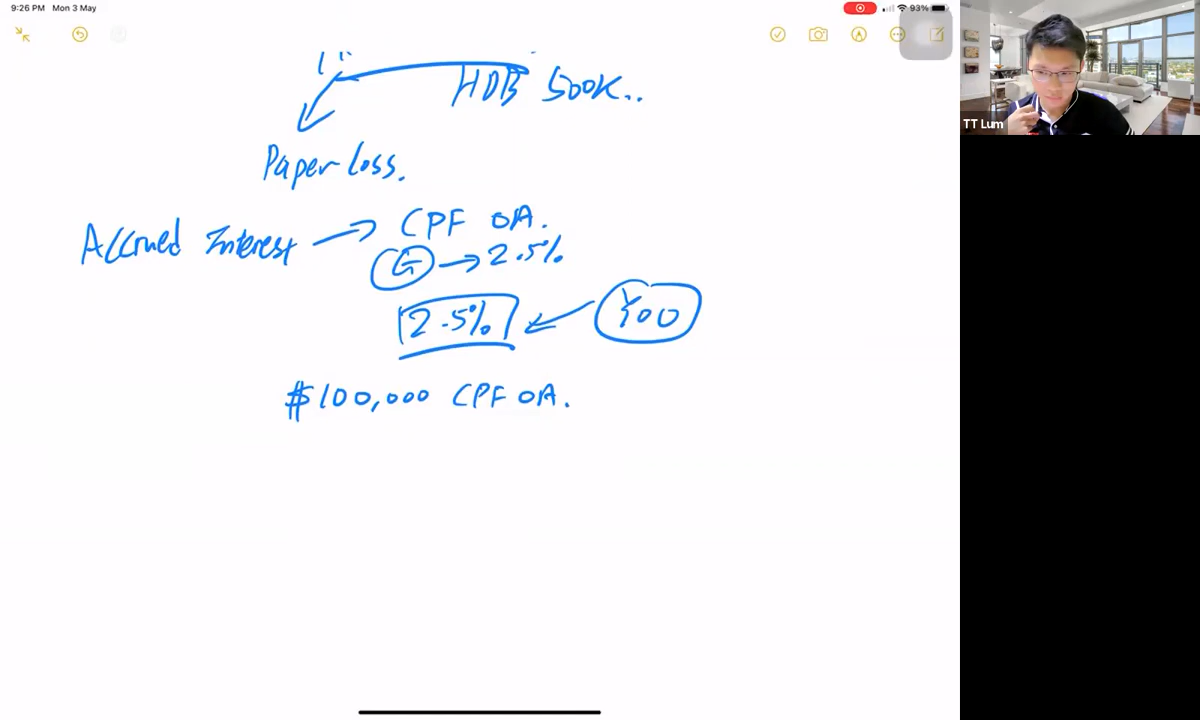 9:26 PM Mon 3 May
93%
HDB 500K..
Paper loss.
Accrued Interest → CPF OA.
G → 2.5%
2.5% ← You
$100,000 CPF OA.
TT Lum